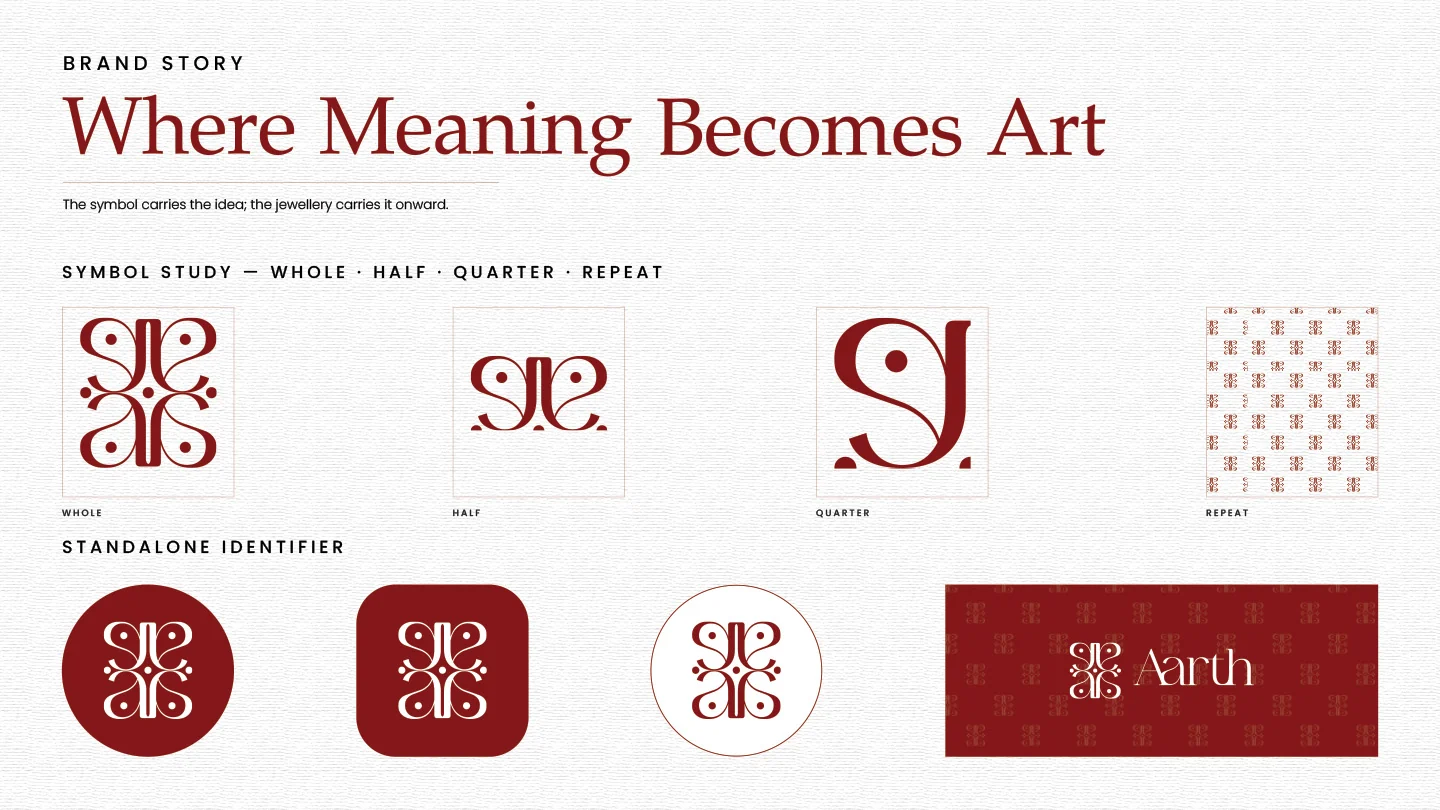 BRAND STORY
Where Meaning Becomes Art
The symbol carries the idea; the jewellery carries it onward.
SYMBOL STUDY — WHOLE · HALF · QUARTER · REPEAT
WHOLE
HALF
QUARTER
REPEAT
STANDALONE IDENTIFIER
Aarth